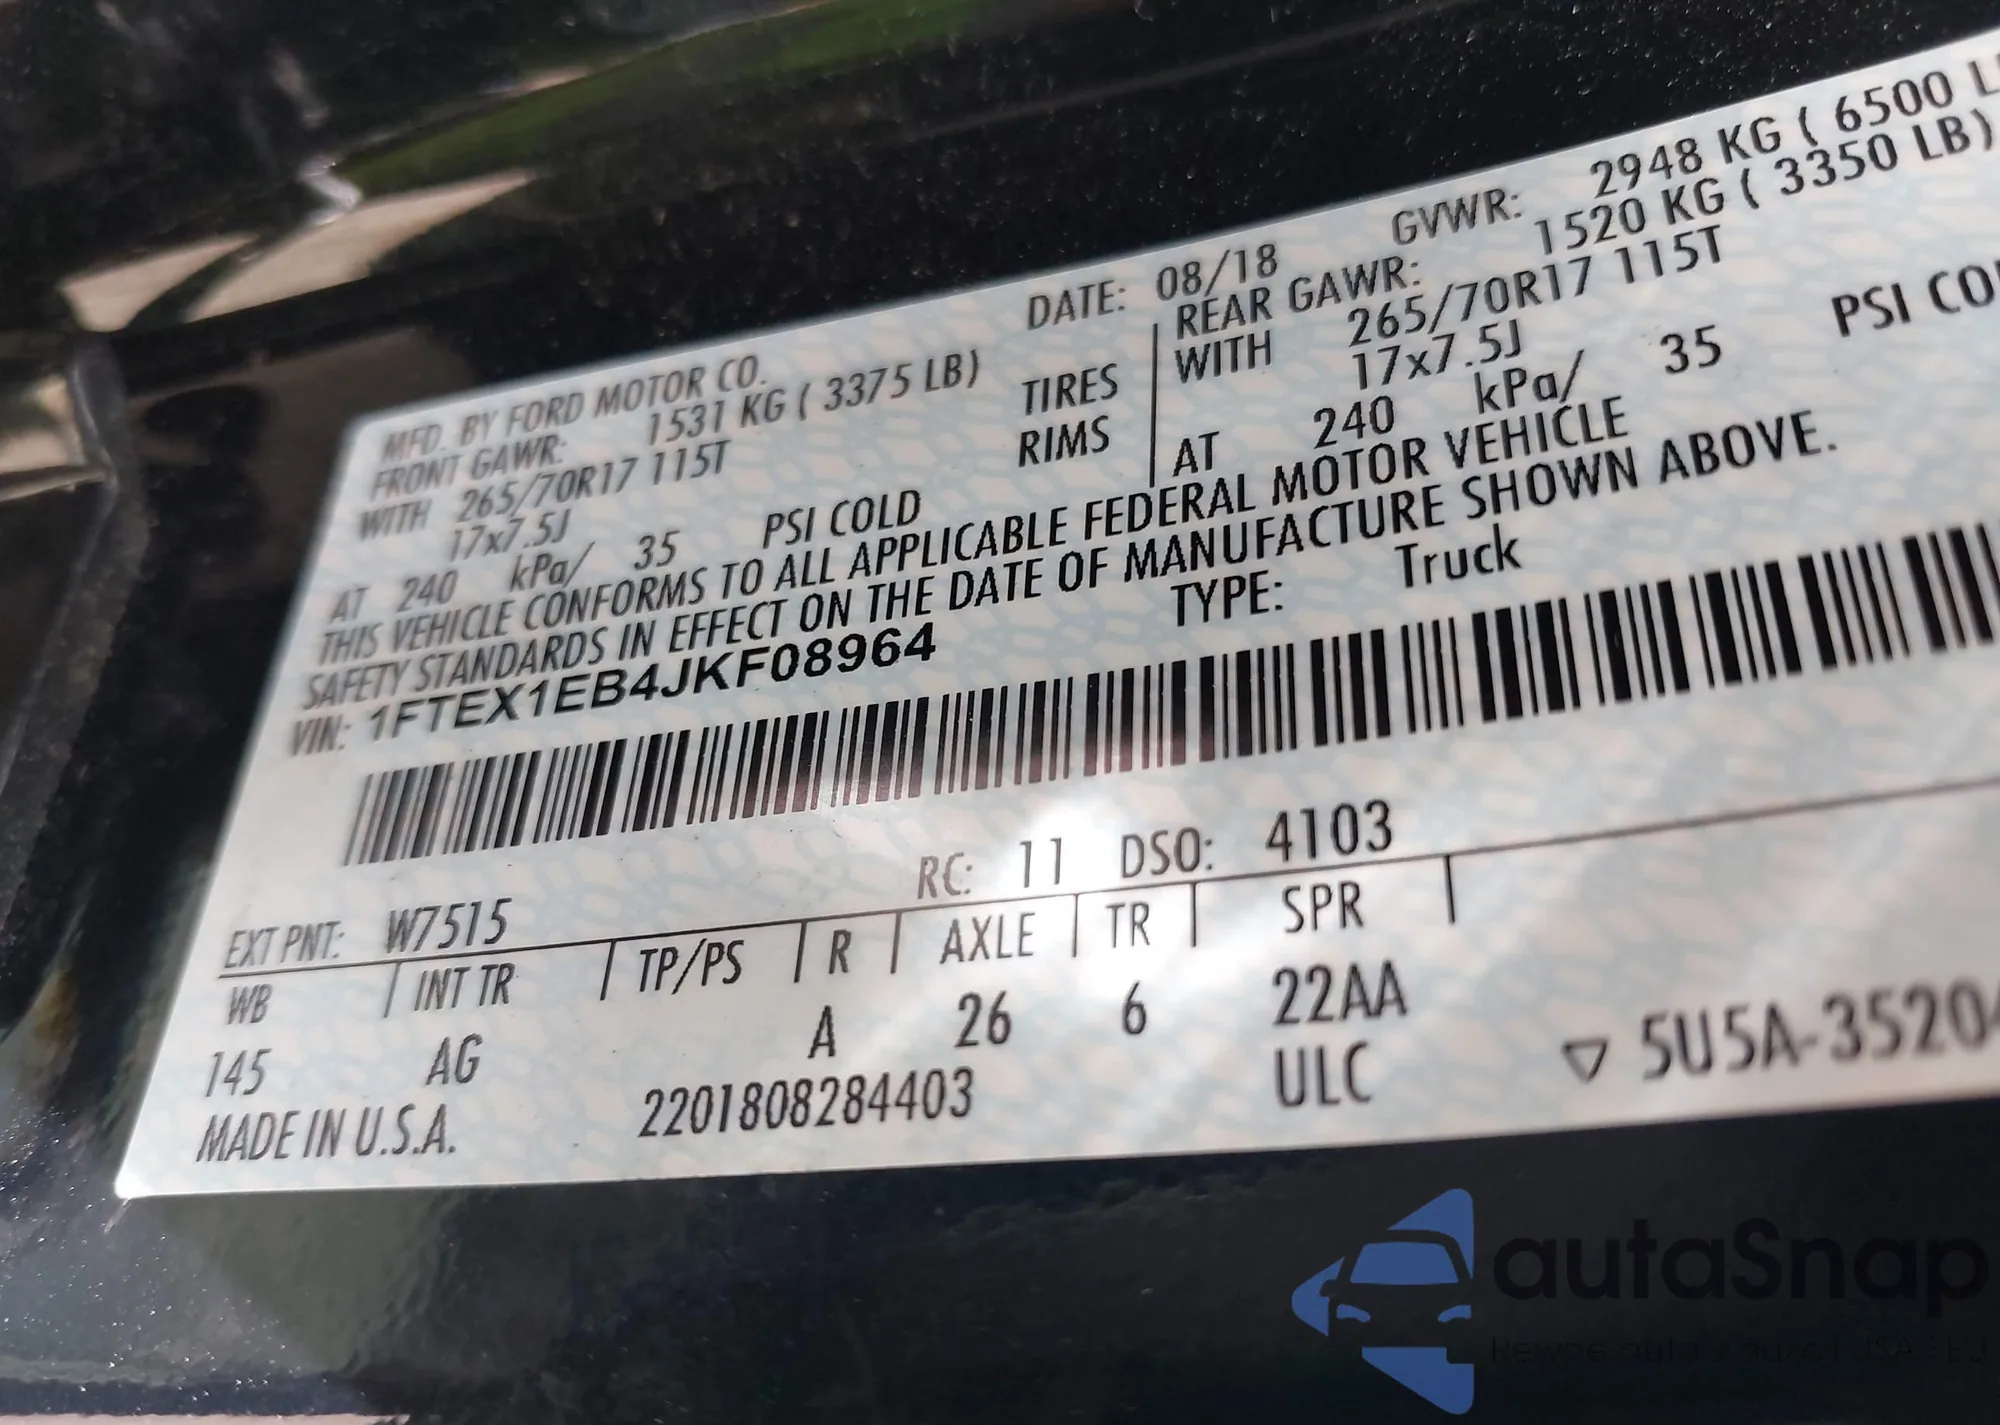 MFD. BY FORD MOTOR CO.
DATE: 08/18
GVWR: 2948 KG ( 6500
FRONT GAWR: 1531 KG ( 3375 LB)
REAR GAWR: 1520 KG ( 3350 LB)
WITH 265/70R17 115T
TIRES
WITH 265/70R17 115T
17x7.5J
RIMS
17x7.5J
AT 240 kPa/ 35 PSI COLD
AT 240 kPa/ 35 PSI
THIS VEHICLE CONFORMS TO ALL APPLICABLE FEDERAL MOTOR VEHICLE
SAFETY STANDARDS IN EFFECT ON THE DATE OF MANUFACTURE SHOWN ABOVE.
VIN: 1FTEX1EB4JKF08964
TYPE: Truck
EXT PNT: W7515
RC: 11 DSO: 4103
WB | INT TR | TP/PS | R | AXLE | TR | SPR |
145 AG A 26 6 22AA
MADE IN U.S.A.
2201808284403
ULC
▽ 5U5A-3520
autaSnap